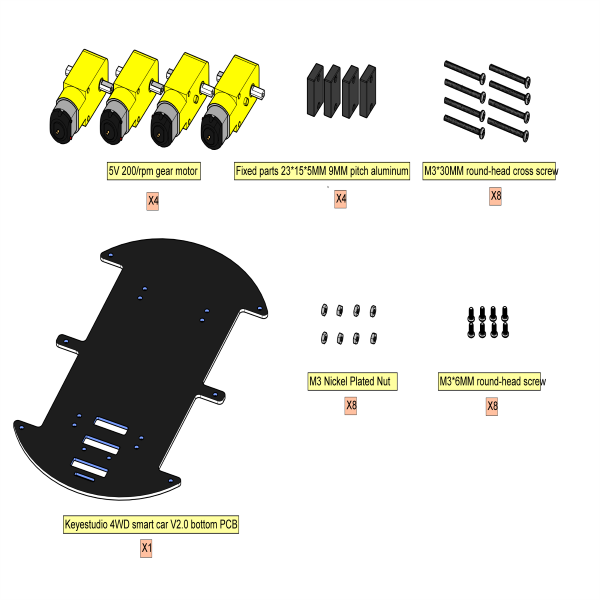 5V 200/rpm gear motor
X4
Fixed parts 23*15*5MM 9MM pitch aluminum
X4
M3*30MM round-head cross screw
X8
M3 Nickel Plated Nut
X8
M3*6MM round-head screw
X8
Keyestudio 4WD smart car V2.0 bottom PCB
X1